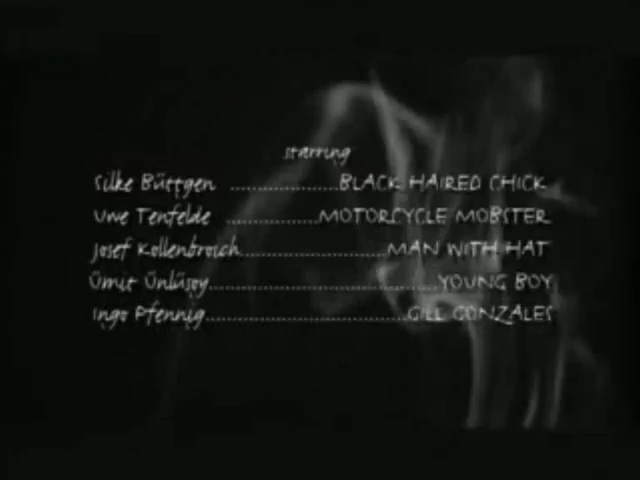 starring
Silke Büttgen ..................BLACK HAIRED CHICK
Uwe Tenfelde ...............MOTORCYCLE MOBSTER
Josef Kollenbroich.......................MAN WITH HAT
Ümit Ünlüsoy.....................................YOUNG BOY
Ingo Pfennig................................GILL GONZALES